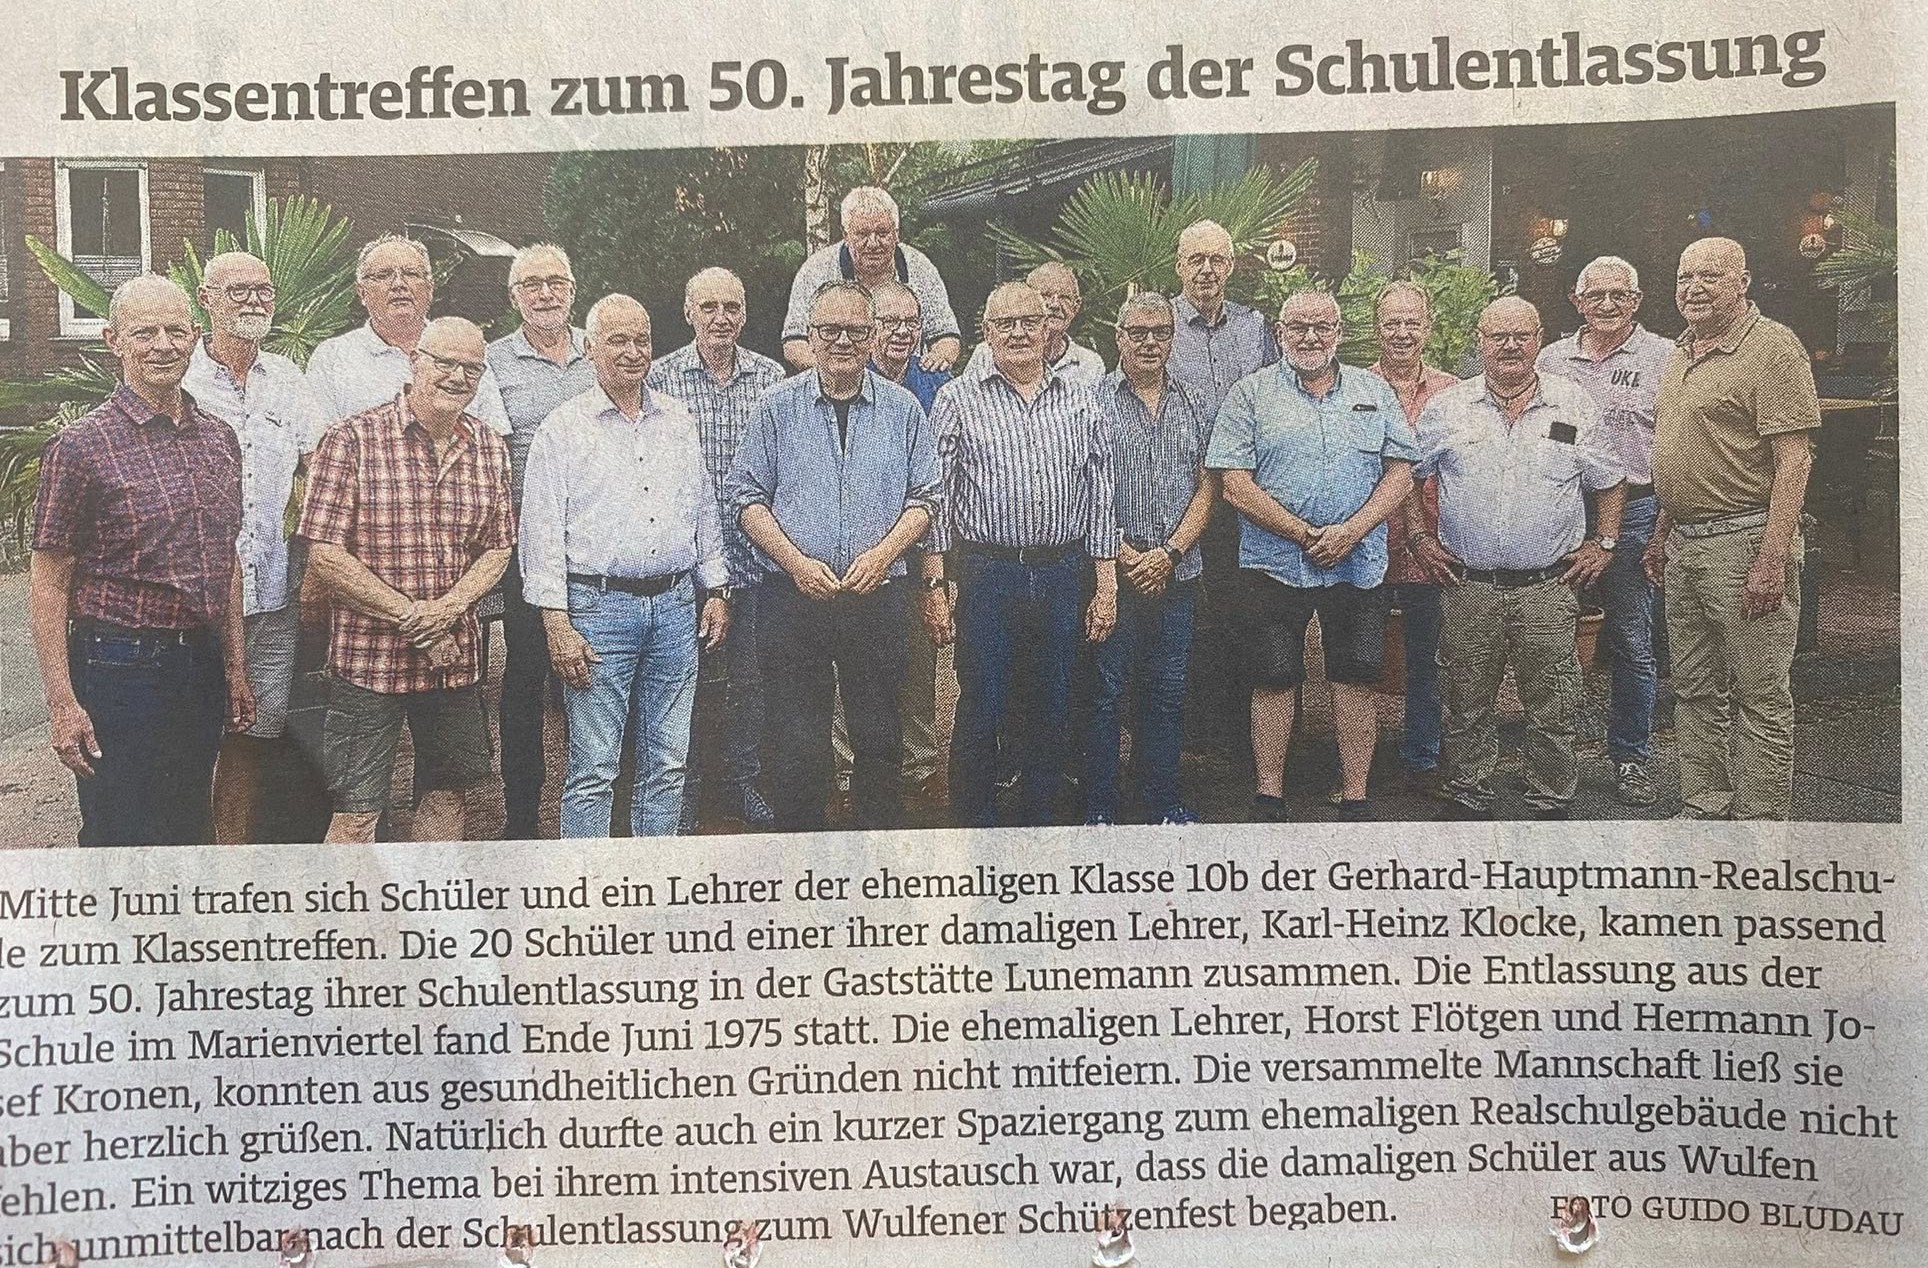 Klassentreffen zum 50. Jahrestag der Schulentlassung
UKE
Mitte Juni trafen sich Schüler und ein Lehrer der ehemaligen Klasse 10b der Gerhard-Hauptmann-Realschu-
le zum Klassentreffen. Die 20 Schüler und einer ihrer damaligen Lehrer, Karl-Heinz Klocke, kamen passend
zum 50. Jahrestag ihrer Schulentlassung in der Gaststätte Lunemann zusammen. Die Entlassung aus der
Schule im Marienviertel fand Ende Juni 1975 statt. Die ehemaligen Lehrer, Horst Flötgen und Hermann Jo-
sef Kronen, konnten aus gesundheitlichen Gründen nicht mitfeiern. Die versammelte Mannschaft ließ sie
aber herzlich grüßen. Natürlich durfte auch ein kurzer Spaziergang zum ehemaligen Realschulgebäude nicht
fehlen. Ein witziges Thema bei ihrem intensiven Austausch war, dass die damaligen Schüler aus Wulfen
sich unmittelbar nach der Schulentlassung zum Wulfener Schützenfest begaben. FOTO GUIDO BLUDAU